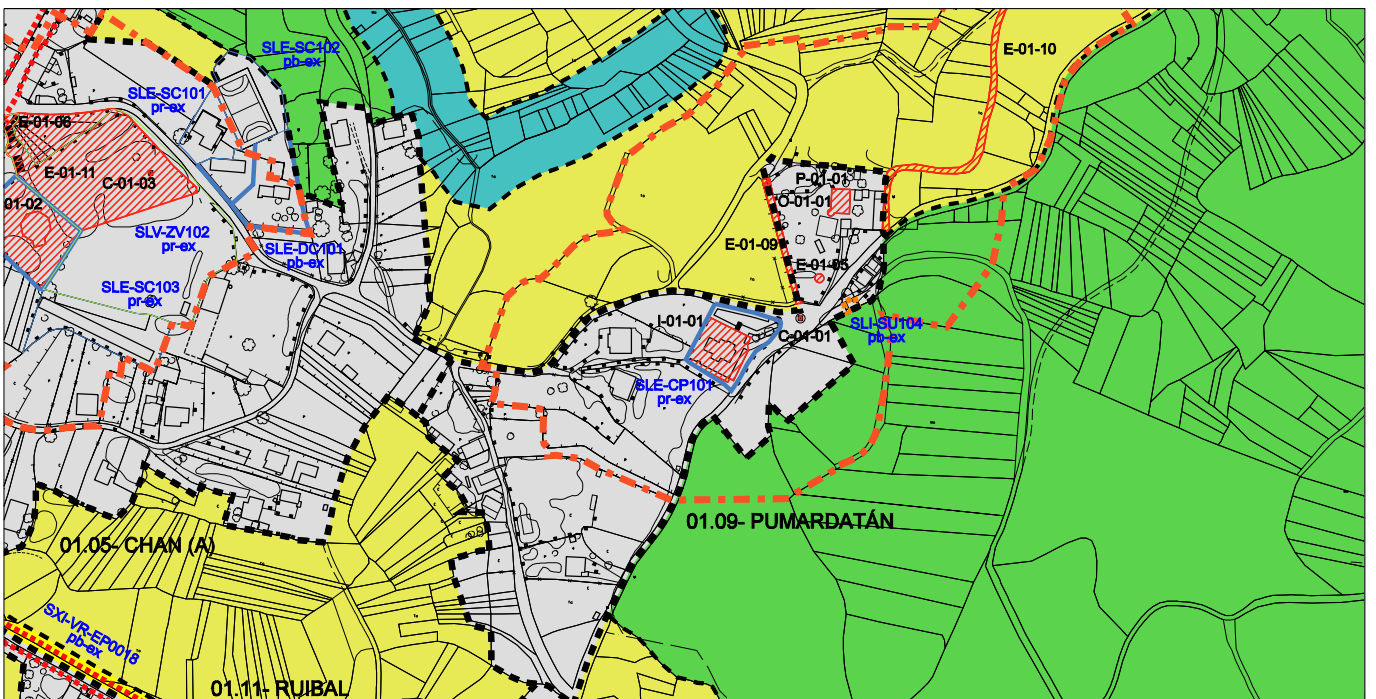 SLE-SC102
pb-ex
E-01-10
SLE-SC101
pr-ex
E-01-06
E-01-11
C-01-03
P-01-01
O-01-01
01-02
SLV-ZV102
pr-ex
SLE-DC101
pb-ex
E-01-09
E-01-05
SLE-SC103
pr-ex
I-01-01
C-01-01
SLI-SU104
pb-ex
SLE-CP101
pr-ex
01.09- PUMARDATÁN
01.05- CHAN (A)
SXI-VR-EP0018
pb-ex
01.11- RUIBAL